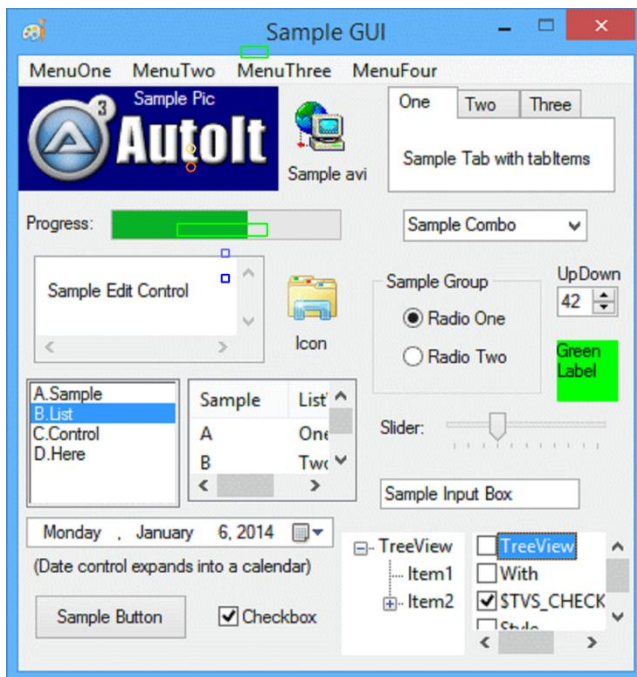 Sample GUI
MenuOne MenuTwo MenuThree MenuFour
Sample Pic
3
AutoIt
Sample avi
One Two Three
Sample Tab with tabItems
Progress:
Sample Combo
Sample Edit Control
Icon
Sample Group
Radio One
Radio Two
UpDown
42
Green
Label
A.Sample
B.List
C.Control
D.Here
Sample List
A One
B Two
Slider:
Sample Input Box
Monday , January 6, 2014
(Date control expands into a calendar)
Sample Button
Checkbox
TreeView
Item1
Item2
TreeView
With
$TVS_CHECK
Style